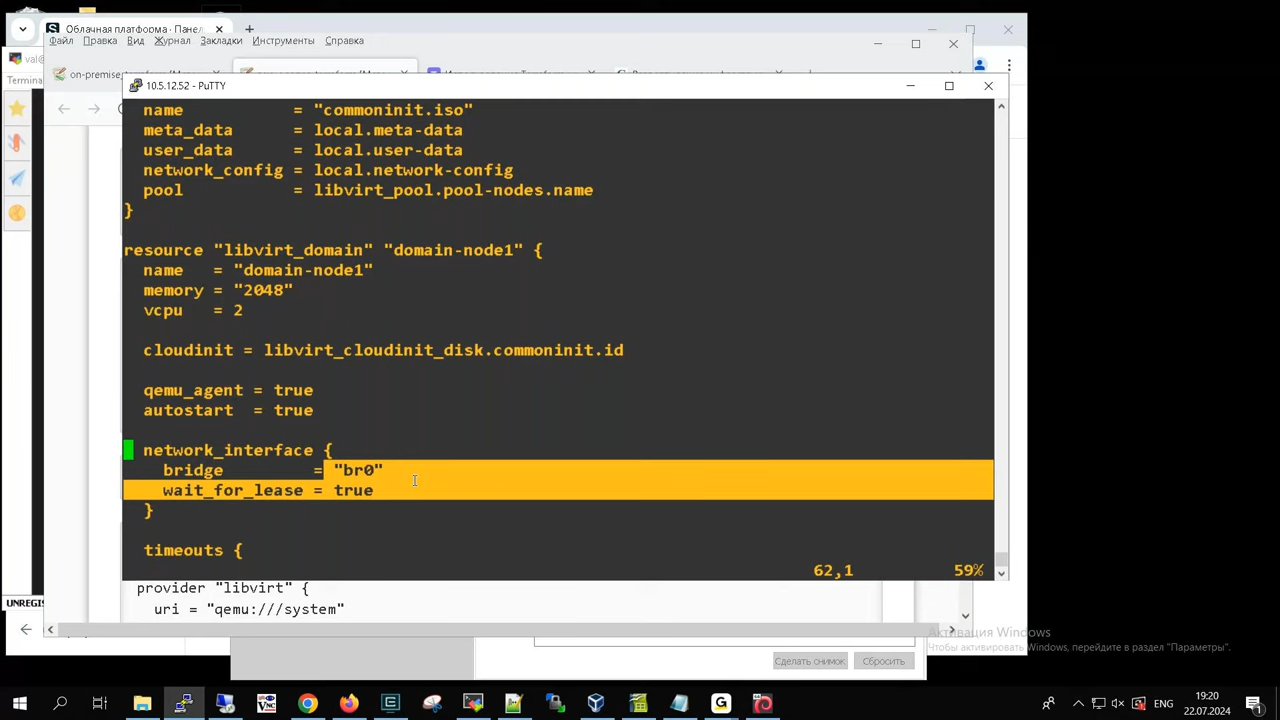 Облачная платформа · Панел
Файл Правка Вид Журнал Закладки Инструменты Справка
val@
Termina
10.5.12.52 - PuTTY
name = "commoninit.iso"
meta_data = local.meta-data
user_data = local.user-data
network_config = local.network-config
pool = libvirt_pool.pool-nodes.name
}
resource "libvirt_domain" "domain-node1" {
name = "domain-node1"
memory = "2048"
vcpu = 2
cloudinit = libvirt_cloudinit_disk.commoninit.id
qemu_agent = true
autostart = true
network_interface {
bridge = "br0"
wait_for_lease = true
}
timeouts {
62,1 59%
provider "libvirt" {
uri = "qemu:///system"
UNREGIS
Активация Windows
Чтобы активировать Windows, перейдите в раздел "Параметры".
Сделать снимок Сбросить
ENG
19:20
22.07.2024
1